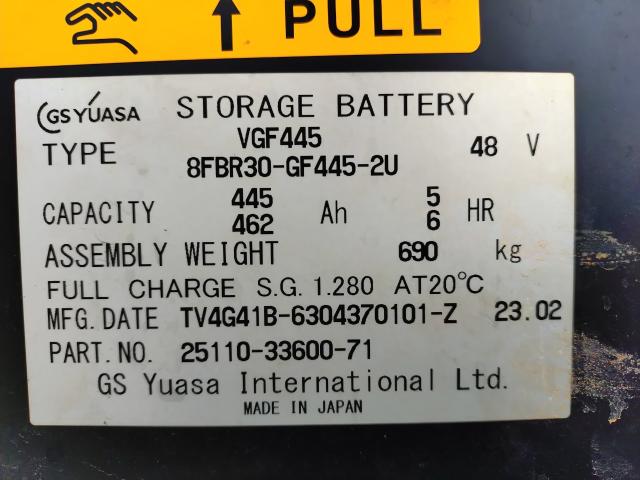 PULL
GS YUASA STORAGE BATTERY
TYPE VGF445 48 V
8FBR30-GF445-2U
CAPACITY 445 Ah 5 HR
462 6
ASSEMBLY WEIGHT 690 kg
FULL CHARGE S.G. 1.280 AT20℃
MFG.DATE TV4G41B-6304370101-Z 23.02
PART.NO. 25110-33600-71
GS Yuasa International Ltd.
MADE IN JAPAN